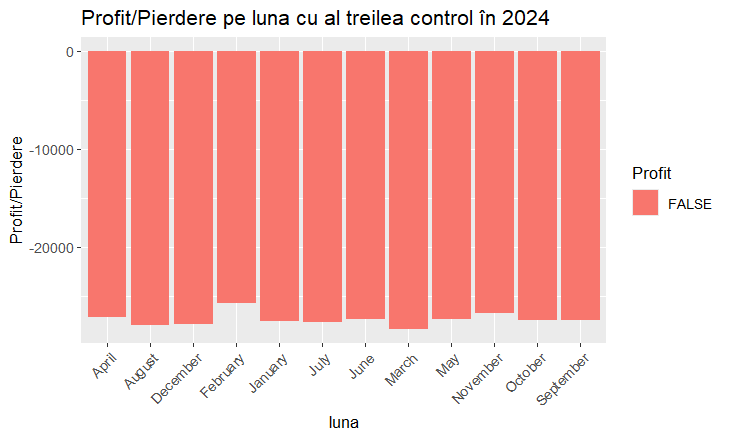 Profit/Pierdere pe luna cu al treilea control în 2024
Profit/Pierdere
0
-10000
-20000
April
August
December
February
January
July
June
March
May
November
October
September
luna
Profit
FALSE